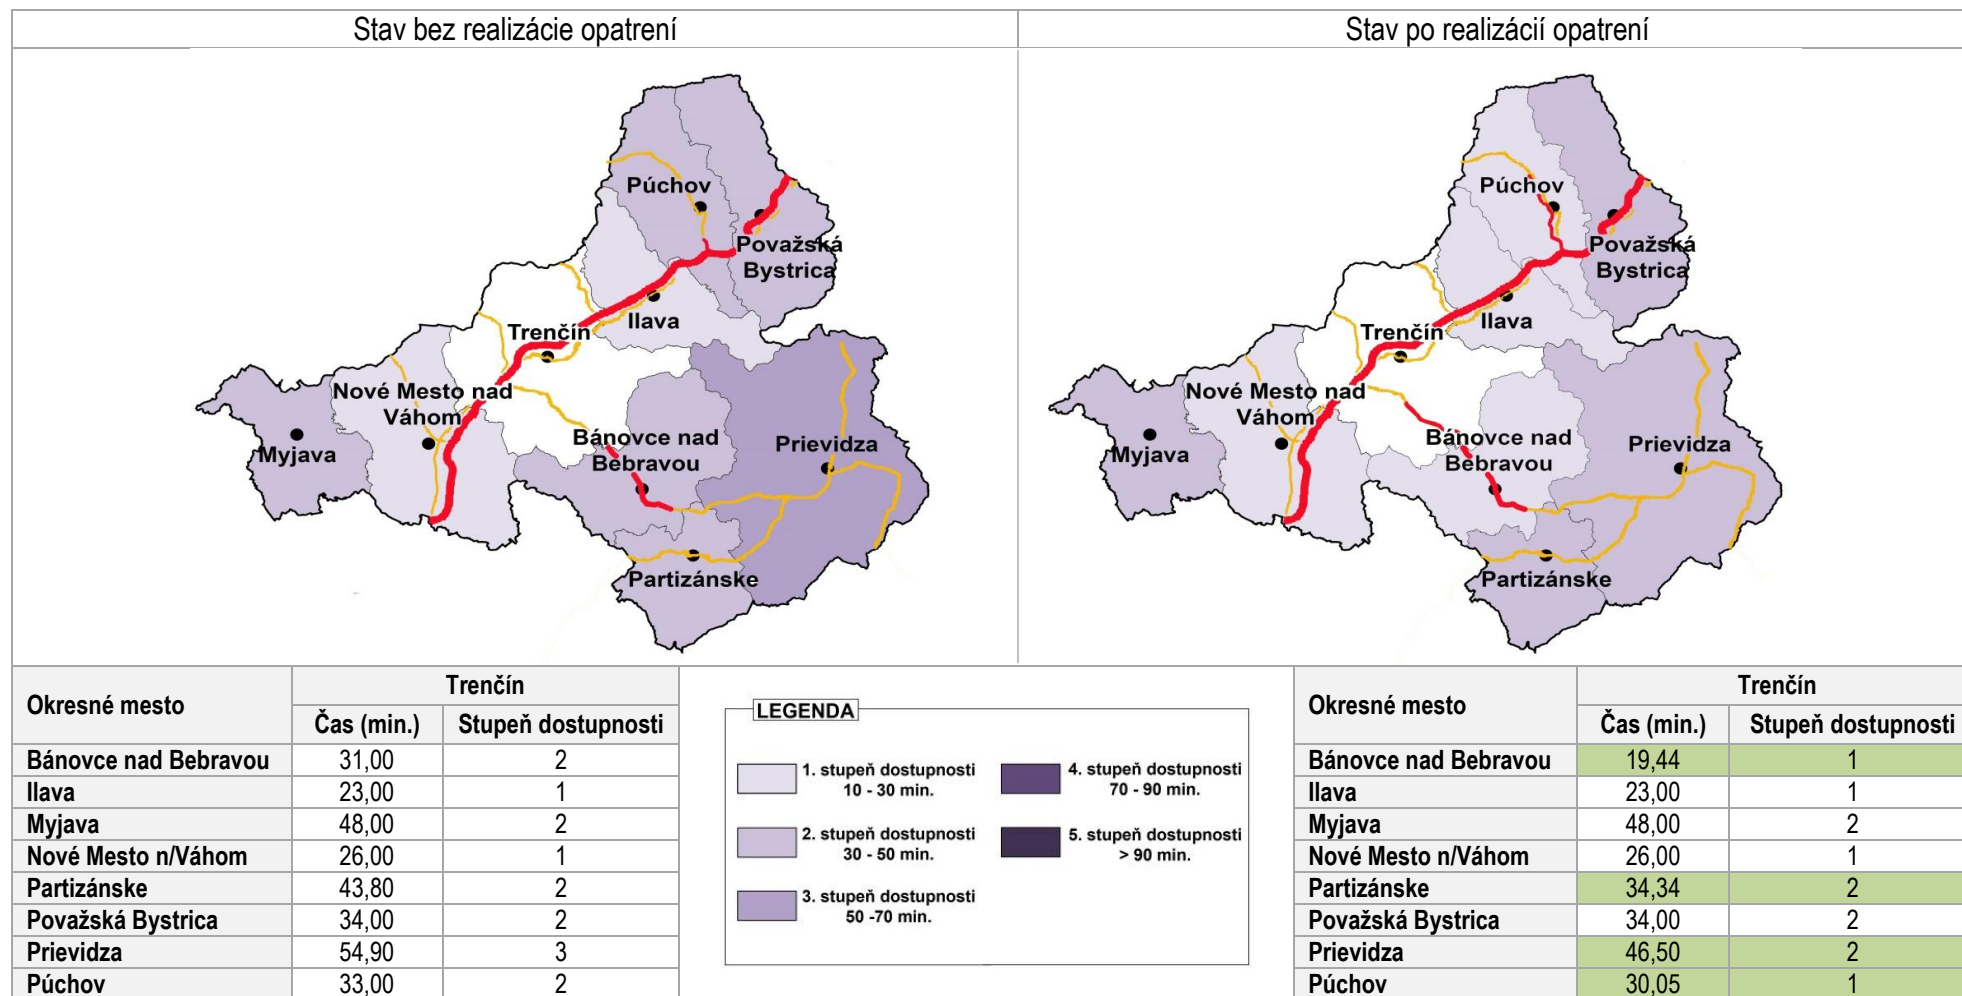 Stav bez realizácie opatrení
Stav po realizácií opatrení
Púchov
Považská
Bystrica
Ilava
Trenčín
Nové Mesto nad
Váhom
Myjava
Bánovce nad
Bebravou
Prievidza
Partizánske
Púchov
Považská
Bystrica
Ilava
Trenčín
Nové Mesto nad
Váhom
Myjava
Bánovce nad
Bebravou
Prievidza
Partizánske
Okresné mesto Trenčín
Čas (min.) Stupeň dostupnosti
Bánovce nad Bebravou 31,00 2
Ilava 23,00 1
Myjava 48,00 2
Nové Mesto n/Váhom 26,00 1
Partizánske 43,80 2
Považská Bystrica 34,00 2
Prievidza 54,90 3
Púchov 33,00 2
LEGENDA
1. stupeň dostupnosti
10 - 30 min.
2. stupeň dostupnosti
30 - 50 min.
3. stupeň dostupnosti
50 -70 min.
4. stupeň dostupnosti
70 - 90 min.
5. stupeň dostupnosti
> 90 min.
Okresné mesto Trenčín
Čas (min.) Stupeň dostupnosti
Bánovce nad Bebravou 19,44 1
Ilava 23,00 1
Myjava 48,00 2
Nové Mesto n/Váhom 26,00 1
Partizánske 34,34 2
Považská Bystrica 34,00 2
Prievidza 46,50 2
Púchov 30,05 1